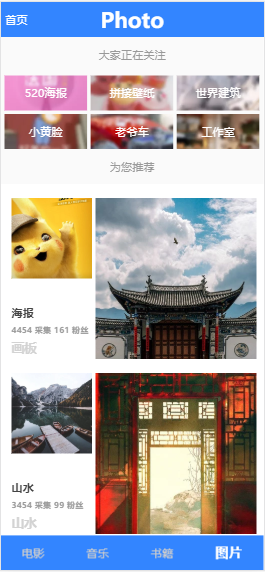 首页 Photo
大家正在关注
520海报 拼接壁纸 世界建筑
小黄脸 老爷车 工作室
为您推荐
海报
4454 采集 161 粉丝
画板
山水
4454 采集 99 粉丝
山水
电影 音乐 书籍 图片